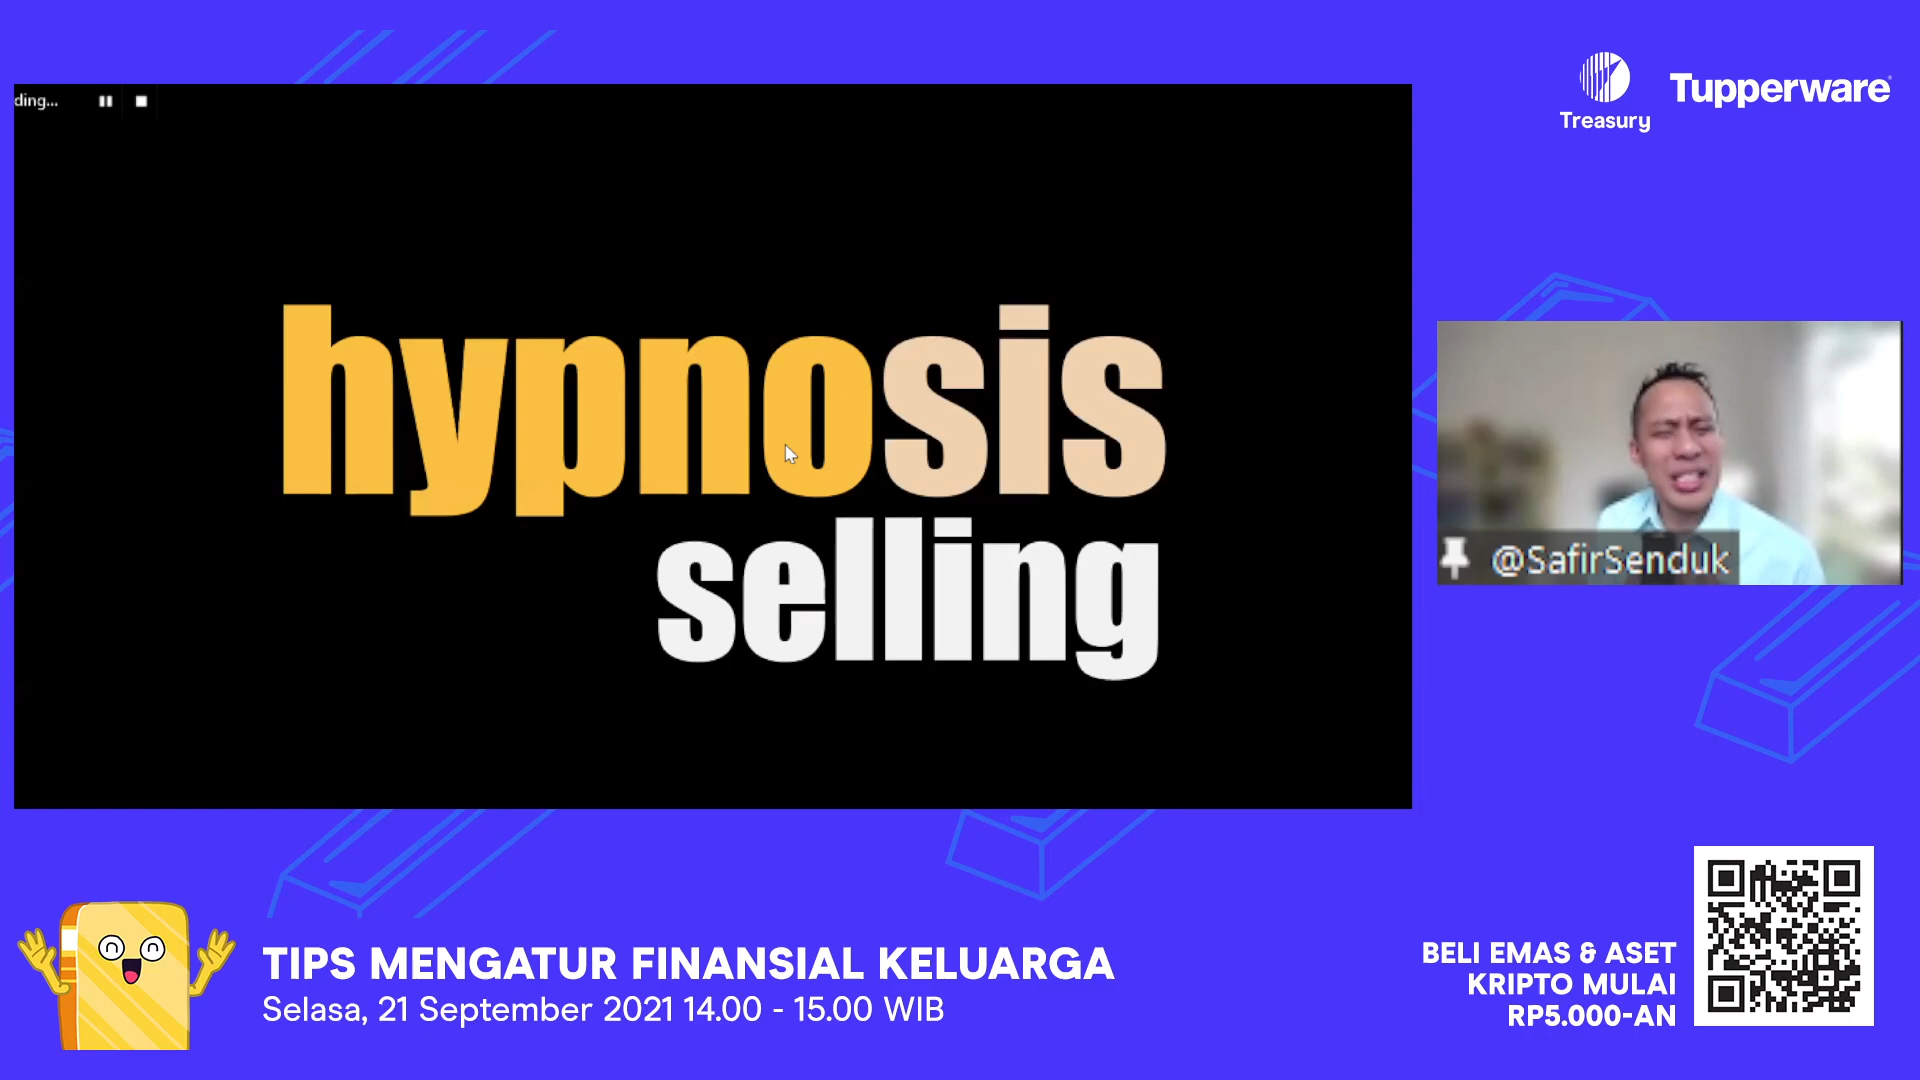 ding...
Treasury
Tupperware
hypnosis
selling
@SafirSenduk
TIPS MENGATUR FINANSIAL KELUARGA
Selasa, 21 September 2021 14.00 - 15.00 WIB
BELI EMAS & ASET
KRIPTO MULAI
RP5.000-AN